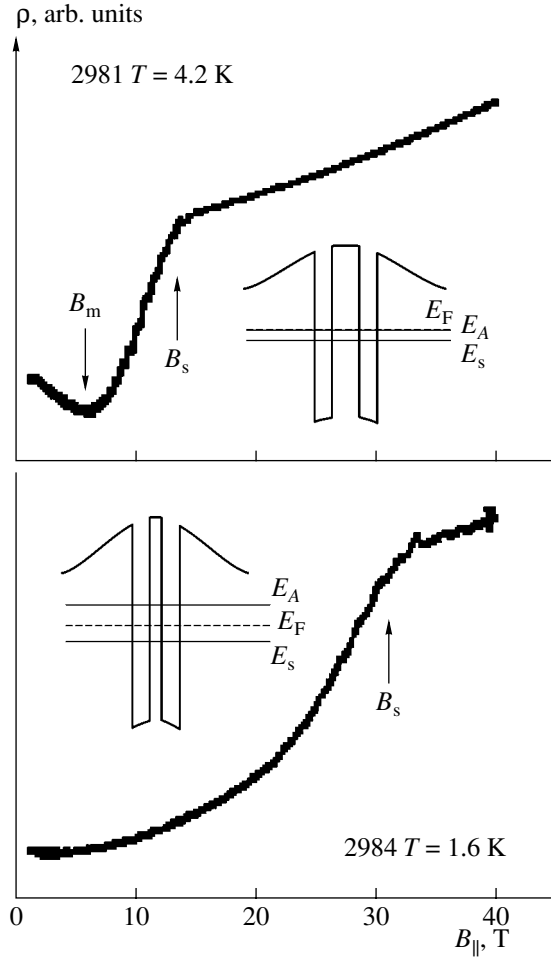 ρ, arb. units
2981 T = 4.2 K
B_m
B_s
E_F
E_A
E_s
E_A
E_F
E_s
B_s
2984 T = 1.6 K
0 10 20 30 40
B_||, T